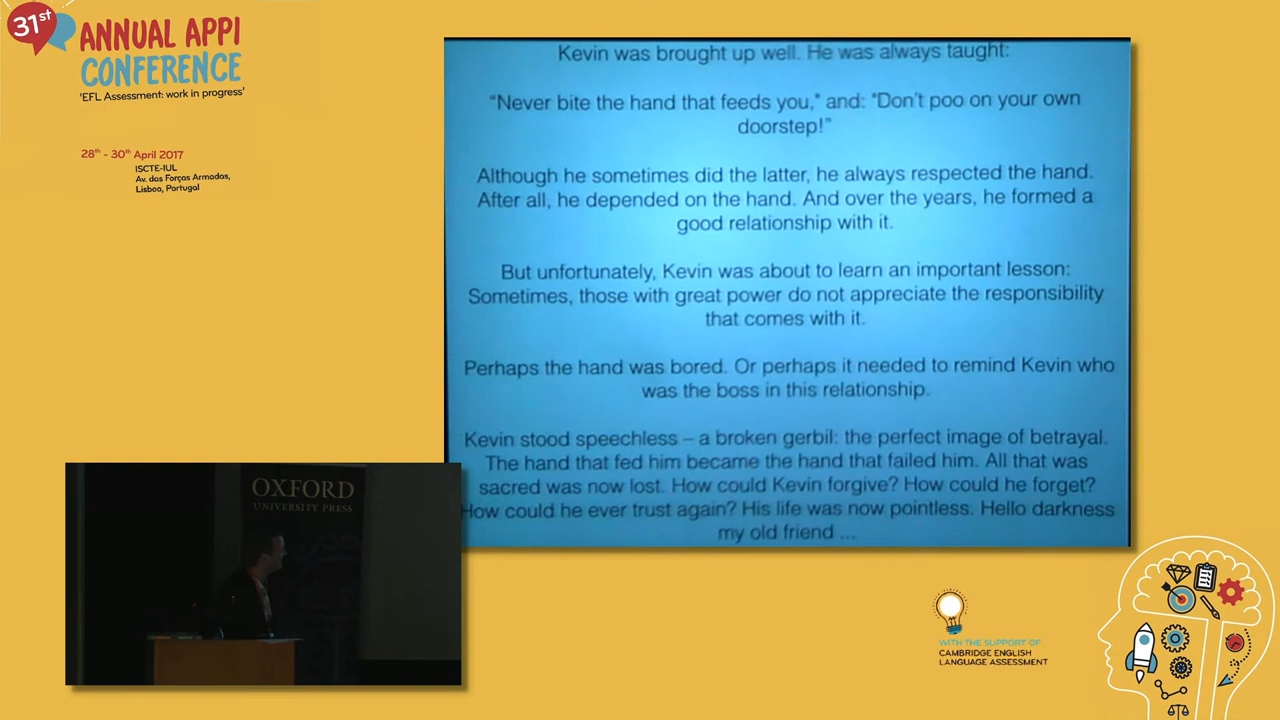 31st
ANNUAL APPI
CONFERENCE
'EFL Assessment: work in progress'
28th - 30th April 2017
ISCTE-IUL
Av. das Forças Armadas,
Lisboa, Portugal
Kevin was brought up well. He was always taught:
"Never bite the hand that feeds you," and: "Don't poo on your own
doorstep!"
Although he sometimes did the latter, he always respected the hand.
After all, he depended on the hand. And over the years, he formed a
good relationship with it.
But unfortunately, Kevin was about to learn an important lesson:
Sometimes, those with great power do not appreciate the responsibility
that comes with it.
Perhaps the hand was bored. Or perhaps it needed to remind Kevin who
was the boss in this relationship.
Kevin stood speechless – a broken gerbil: the perfect image of betrayal.
The hand that fed him became the hand that failed him. All that was
sacred was now lost. How could Kevin forgive? How could he forget?
How could he ever trust again? His life was now pointless. Hello darkness
my old friend ...
OXFORD
UNIVERSITY PRESS
WITH THE SUPPORT OF
CAMBRIDGE ENGLISH
LANGUAGE ASSESSMENT